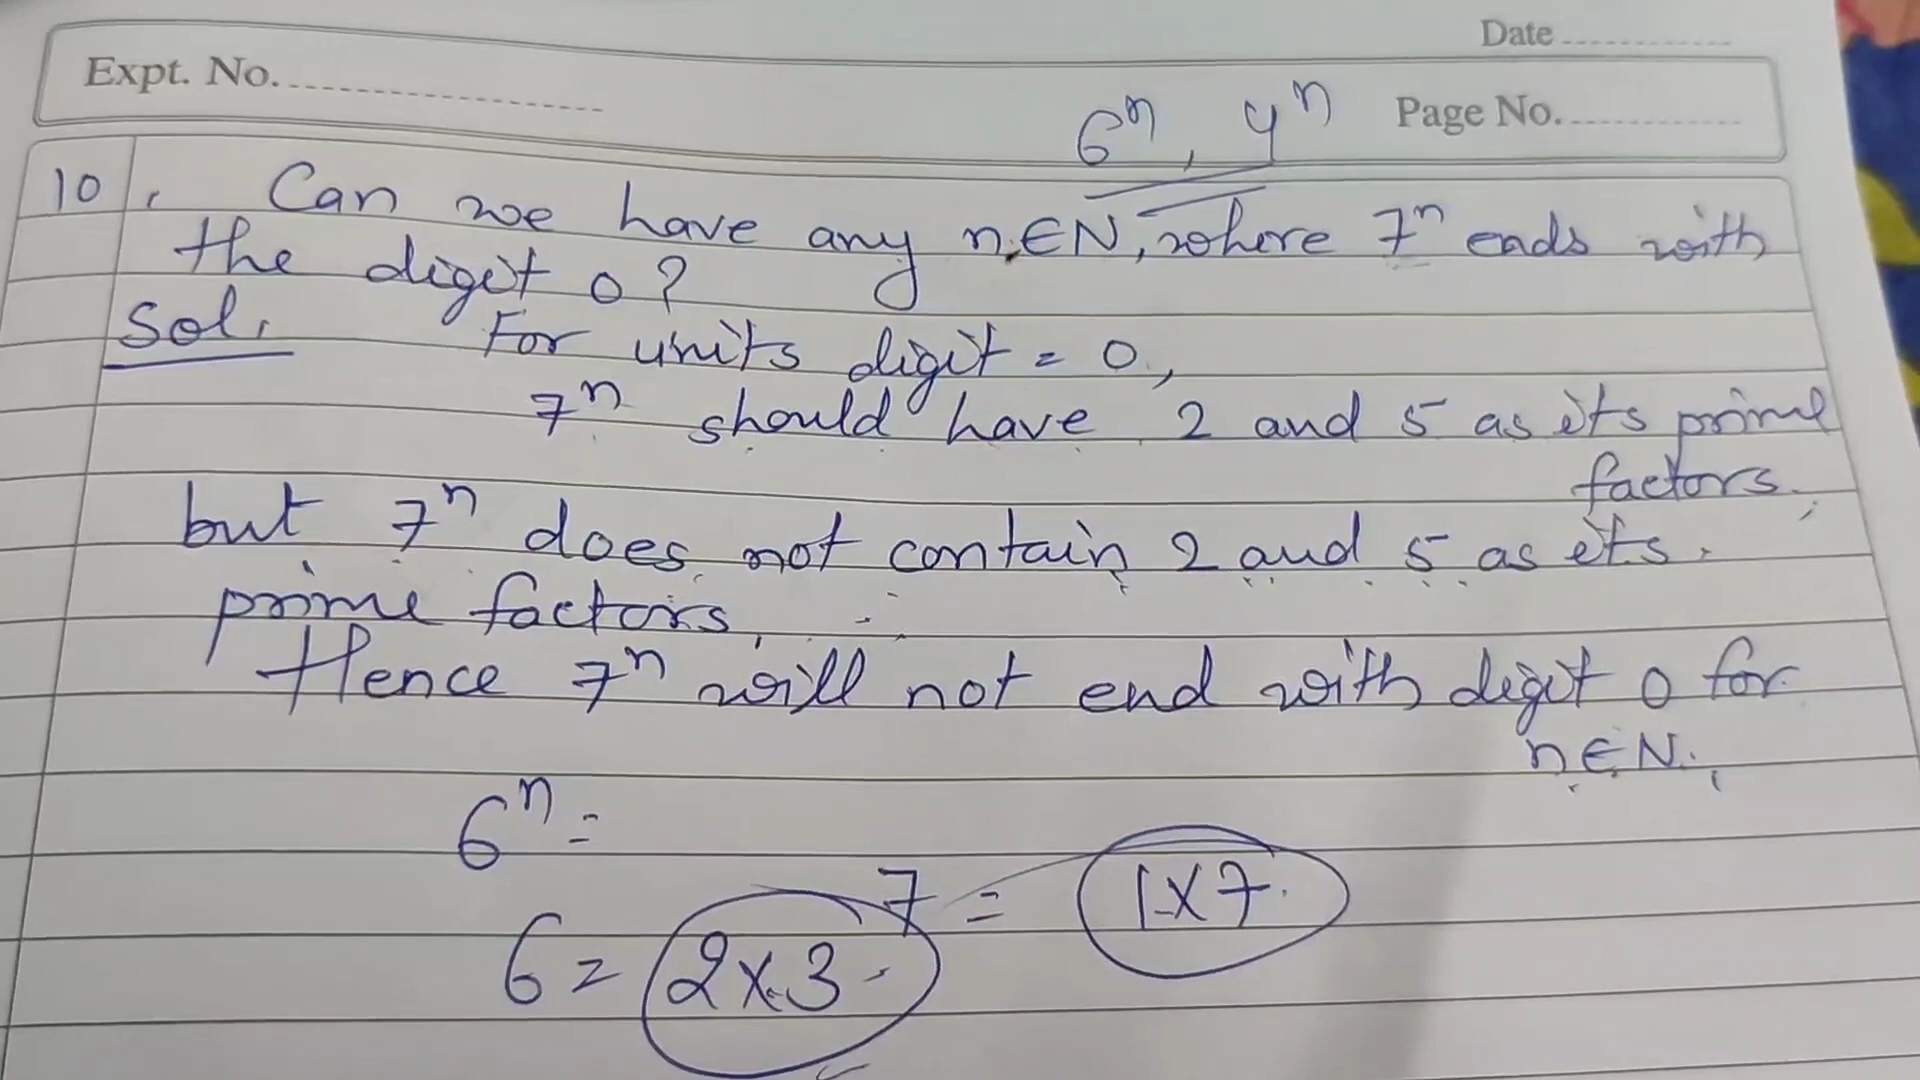 Date
Expt. No.
6ⁿ, 4ⁿ
Page No.
10. Can we have any n∈N, where 7ⁿ ends with
the digit 0?
Sol. For units digit = 0,
7ⁿ should have 2 and 5 as its prime
factors.
but 7ⁿ does not contain 2 and 5 as its
prime factors.
Hence 7ⁿ will not end with digit 0 for
n∈N.
6ⁿ =
7 = 1×7
6 = 2×3